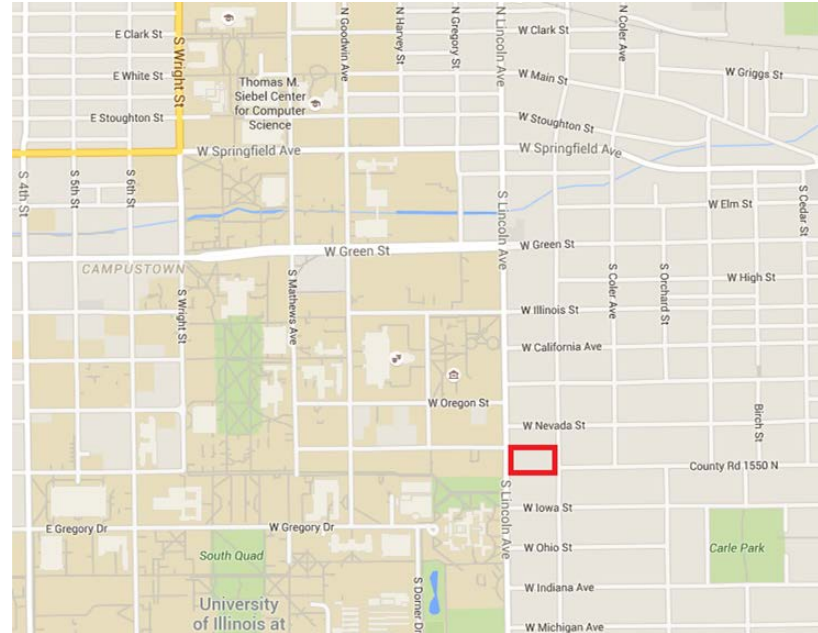 E Clark St
S Wright St
N Goodwin Ave
N Harvey St
N Gregory St
N Lincoln Ave
W Clark St
N Coler Ave
E White St
Thomas M.
Siebel Center
for Computer
Science
W Main St
W Griggs St
E Stoughton St
W Stoughton St
W Springfield Ave
W Springfield Ave
S 4th St
S 5th St
S 6th St
S Lincoln Ave
W Elm St
S Cedar St
W Green St
W Green St
CAMPUSTOWN
S Wright St
S Mathews Ave
S Coler Ave
S Orchard St
W High St
W Illinois St
W California Ave
W Oregon St
Birch St
W Nevada St
County Rd 1550 N
S Lincoln Ave
W Iowa St
E Gregory Dr
W Gregory Dr
South Quad
W Ohio St
Carle Park
S Dorner Dr
W Indiana Ave
University
of Illinois at
W Michigan Ave